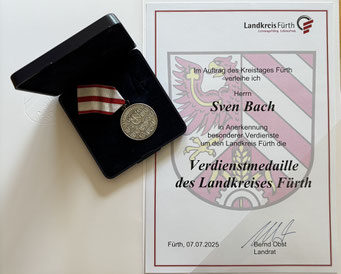 Landkreis Fürth
Im Auftrag des Kreistages Fürth
verleihe ich
Herrn
Sven Bach
In Anerkennung
besonderer Verdienste
um den Landkreis Fürth die
Verdienstmedaille
des Landkreises Fürth
Fürth, 07.07.2025
Bernd Obst
Landrat